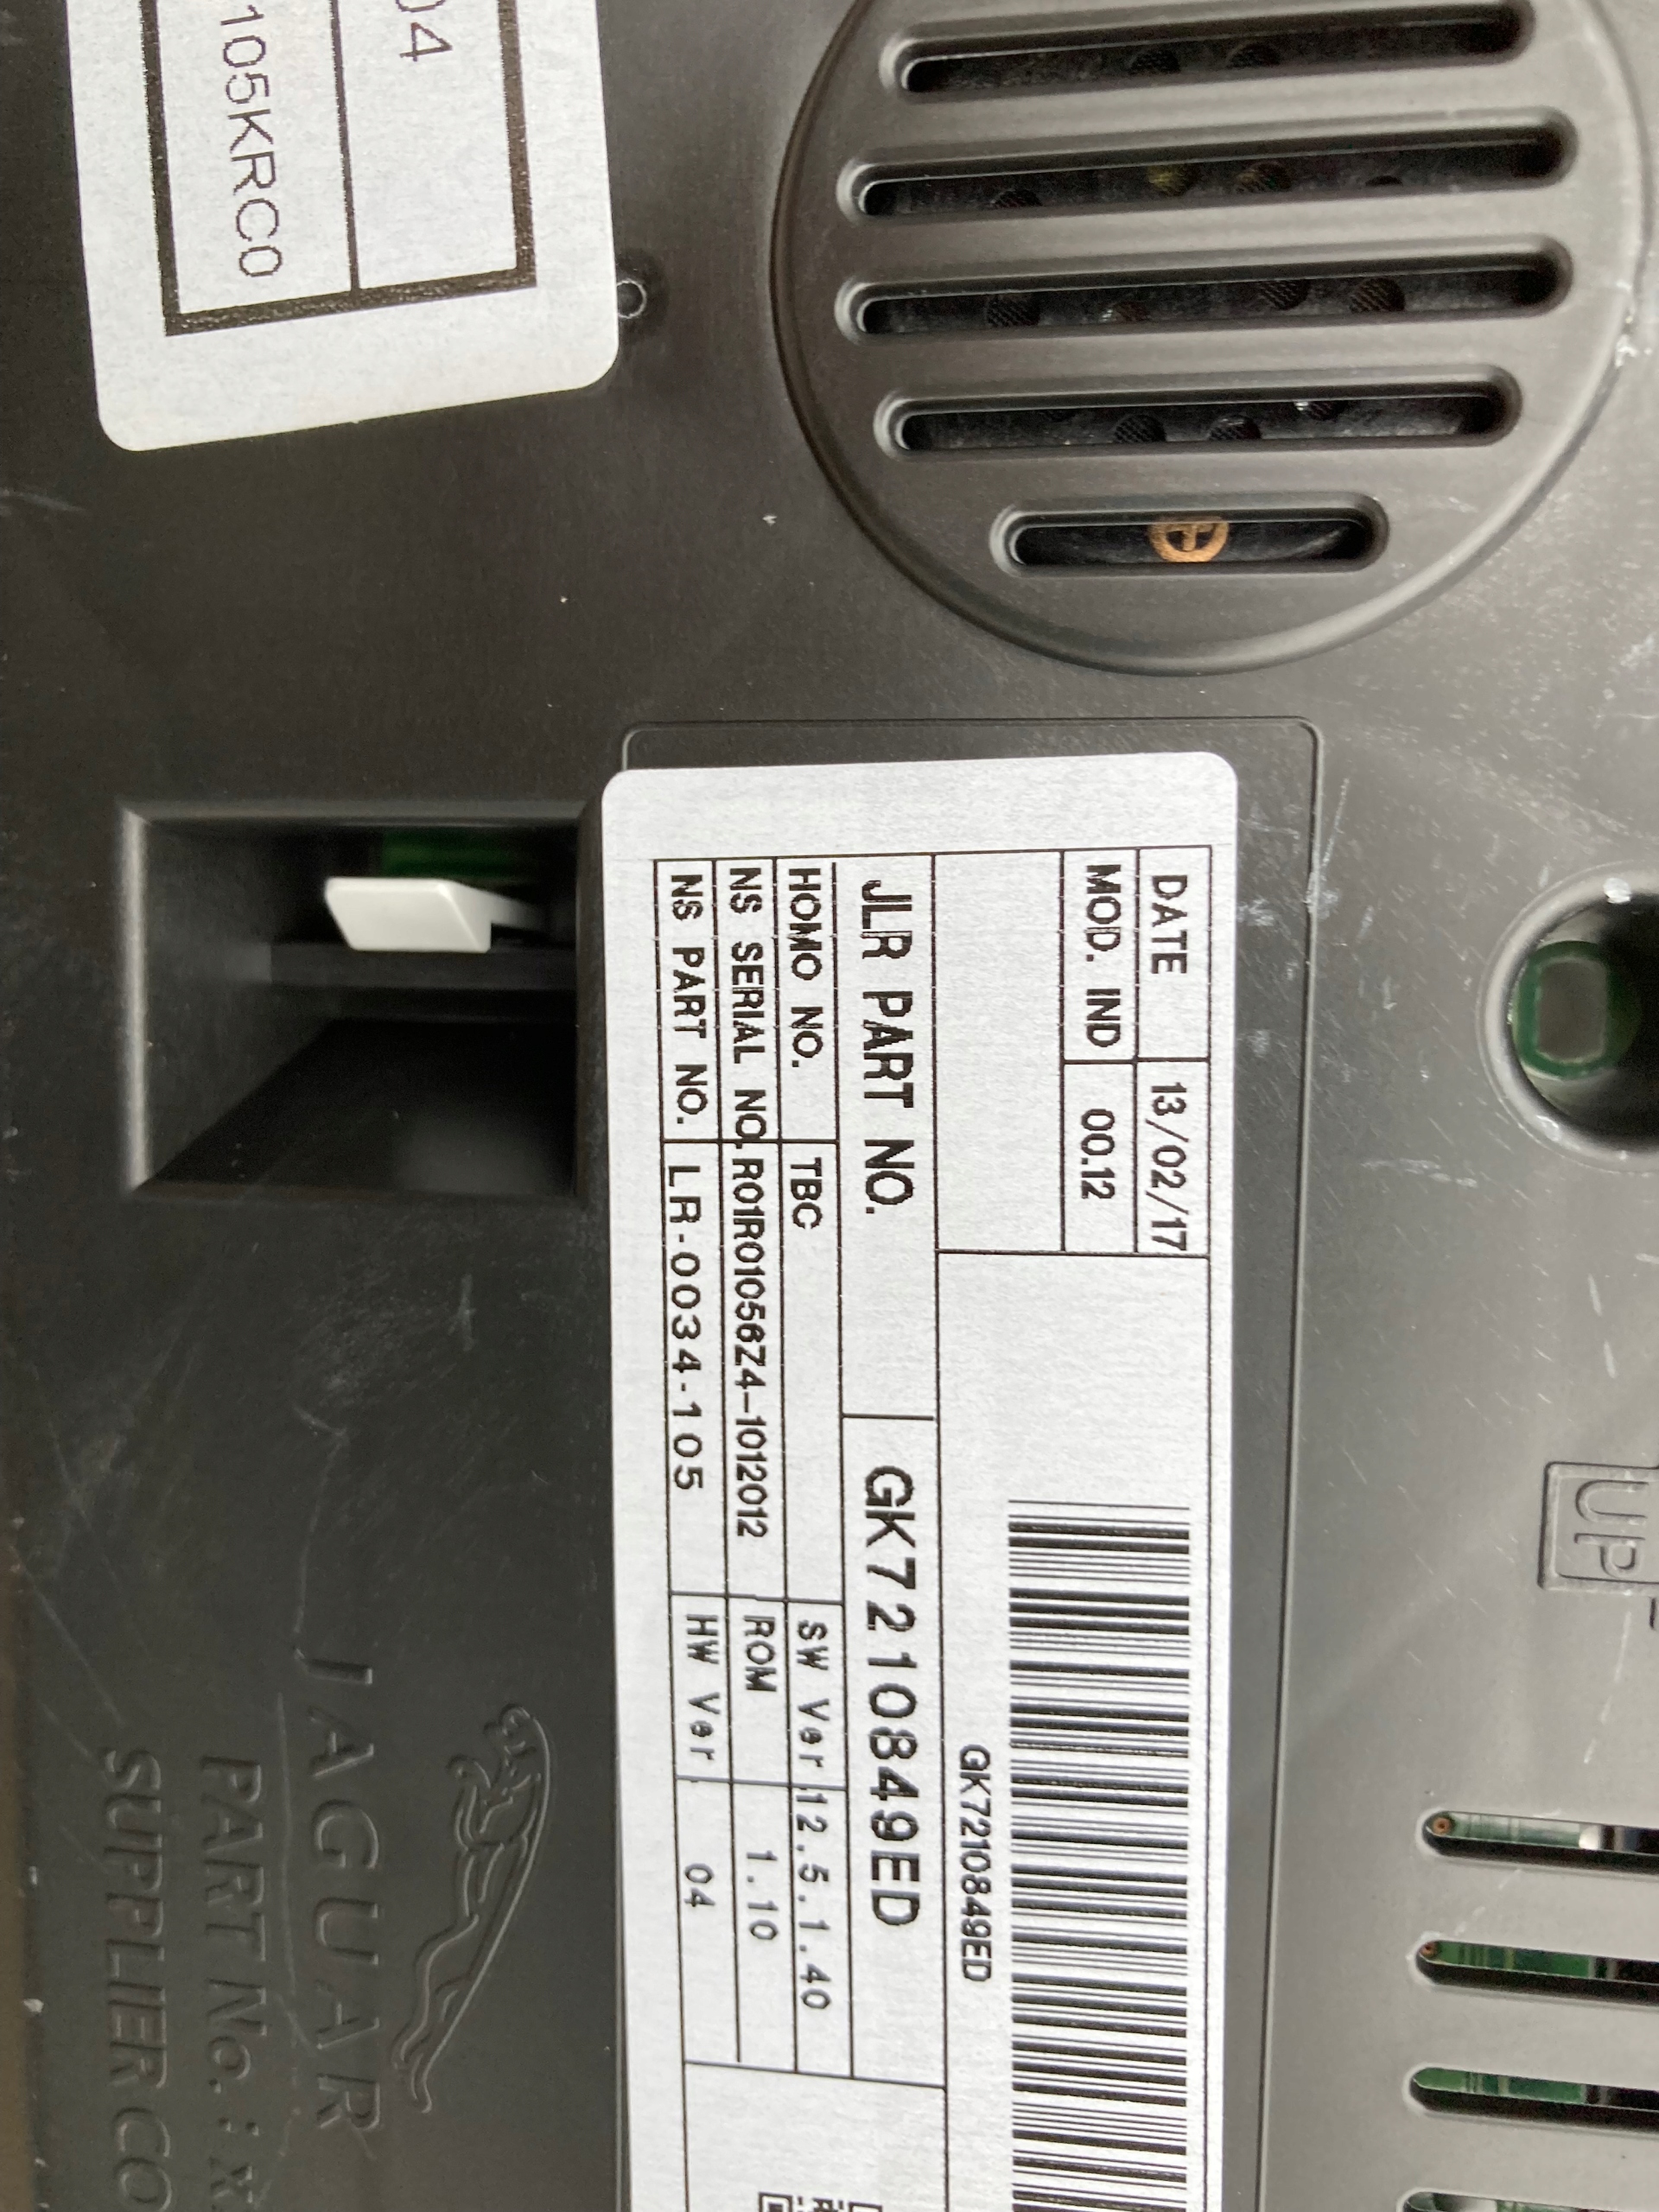 04
105KRC0
DATE 13/02/17
MOD. IND 00.12
GK7210849ED
JLR PART NO. GK7210849ED
HOMO NO. TBC SW Ver 12.5.1.40
NS SERIAL NO. R01R01056Z4-1012012 ROM 1.10
NS PART NO. LR-0034-105 HW Ver 04
UP
JAGUAR
PART No. : X
SUPPLIER CO